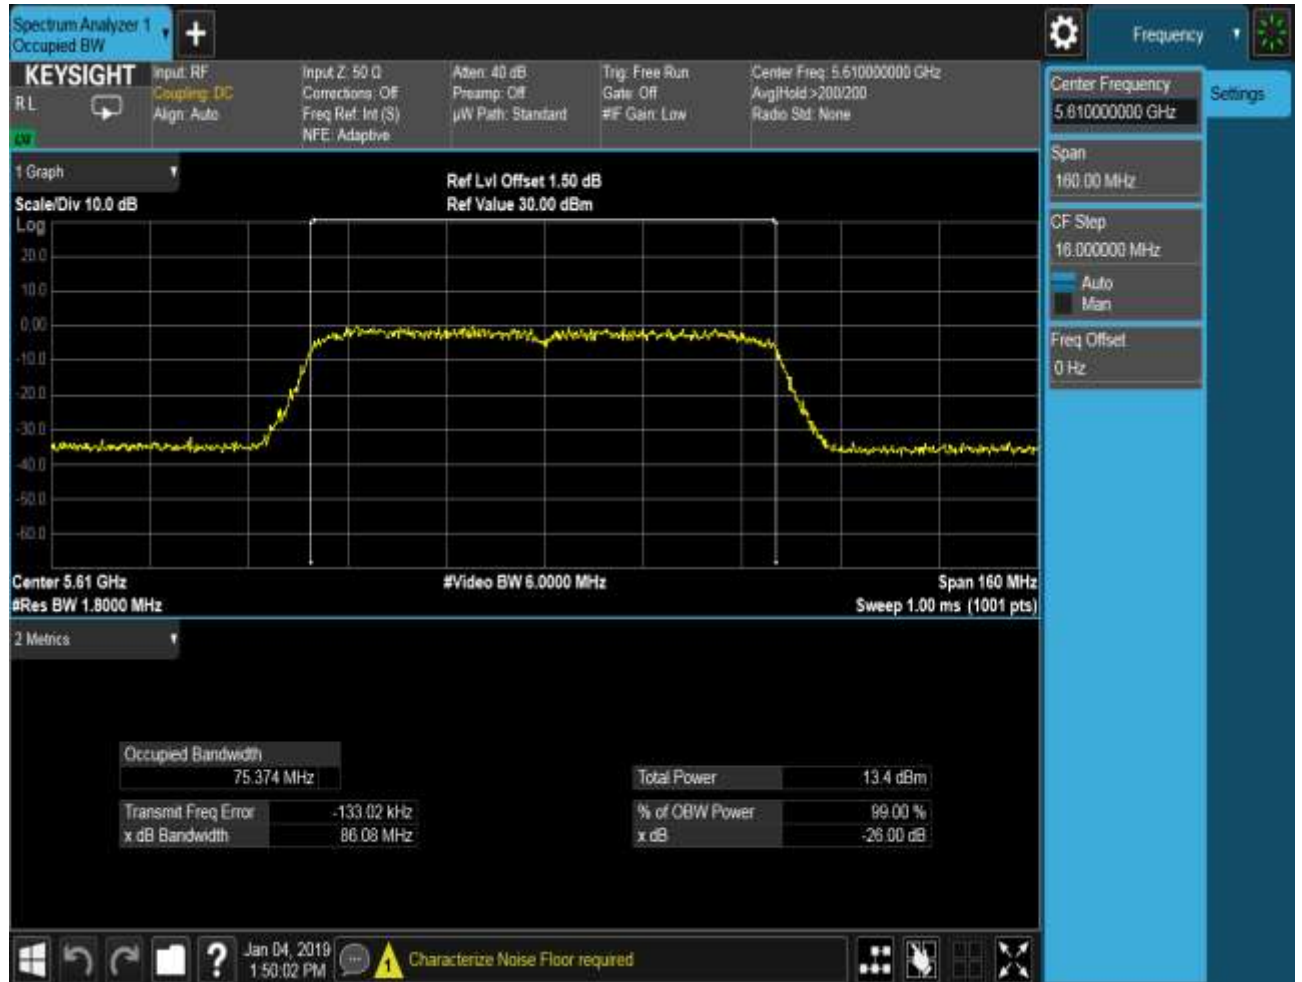 Spectrum Analyzer 1
Occupied BW
Frequency
KEYSIGHT
RL
Input: RF
Coupling: DC
Align: Auto
Input Z: 50 Ω
Corrections: Off
Freq Ref: Int (S)
NFE: Adaptive
Atten: 40 dB
Preamp: Off
µW Path: Standard
Trig: Free Run
Gate: Off
#IF Gain: Low
Center Freq: 5.610000000 GHz
Avg|Hold:>200/200
Radio Std: None
Center Frequency
5.610000000 GHz
Settings
Span
160.00 MHz
CF Step
16.000000 MHz
Auto
Man
Freq Offset
0 Hz
1 Graph
Scale/Div 10.0 dB
Ref Lvl Offset 1.50 dB
Ref Value 30.00 dBm
Log
20.0
10.0
0.00
-10.0
-20.0
-30.0
-40.0
-50.0
-60.0
Center 5.61 GHz
#Video BW 6.0000 MHz
Span 160 MHz
#Res BW 1.8000 MHz
Sweep 1.00 ms (1001 pts)
2 Metrics
Occupied Bandwidth
75.374 MHz
Total Power 13.4 dBm
Transmit Freq Error -133.02 kHz
% of OBW Power 99.00 %
x dB Bandwidth 86.08 MHz
x dB -26.00 dB
Jan 04, 2019
1:50:02 PM
1
Characterize Noise Floor required